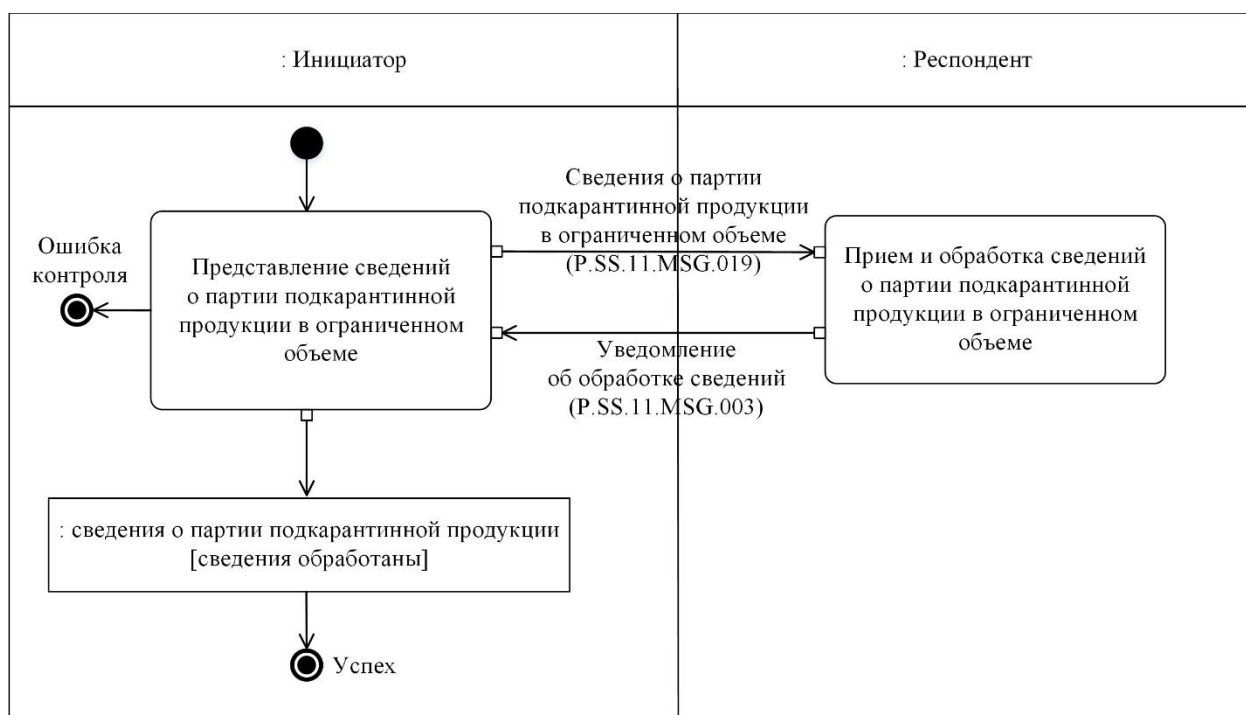 : Инициатор
: Респондент
Сведения о партии
подкарантинной продукции
в ограниченном объеме
(P.SS.11.MSG.019)
Ошибка
контроля
Представление сведений
о партии подкарантинной
продукции в ограниченном
объеме
Прием и обработка сведений
о партии подкарантинной
продукции в ограниченном
объеме
Уведомление
об обработке сведений
(P.SS.11.MSG.003)
: сведения о партии подкарантинной продукции
[сведения обработаны]
Успех